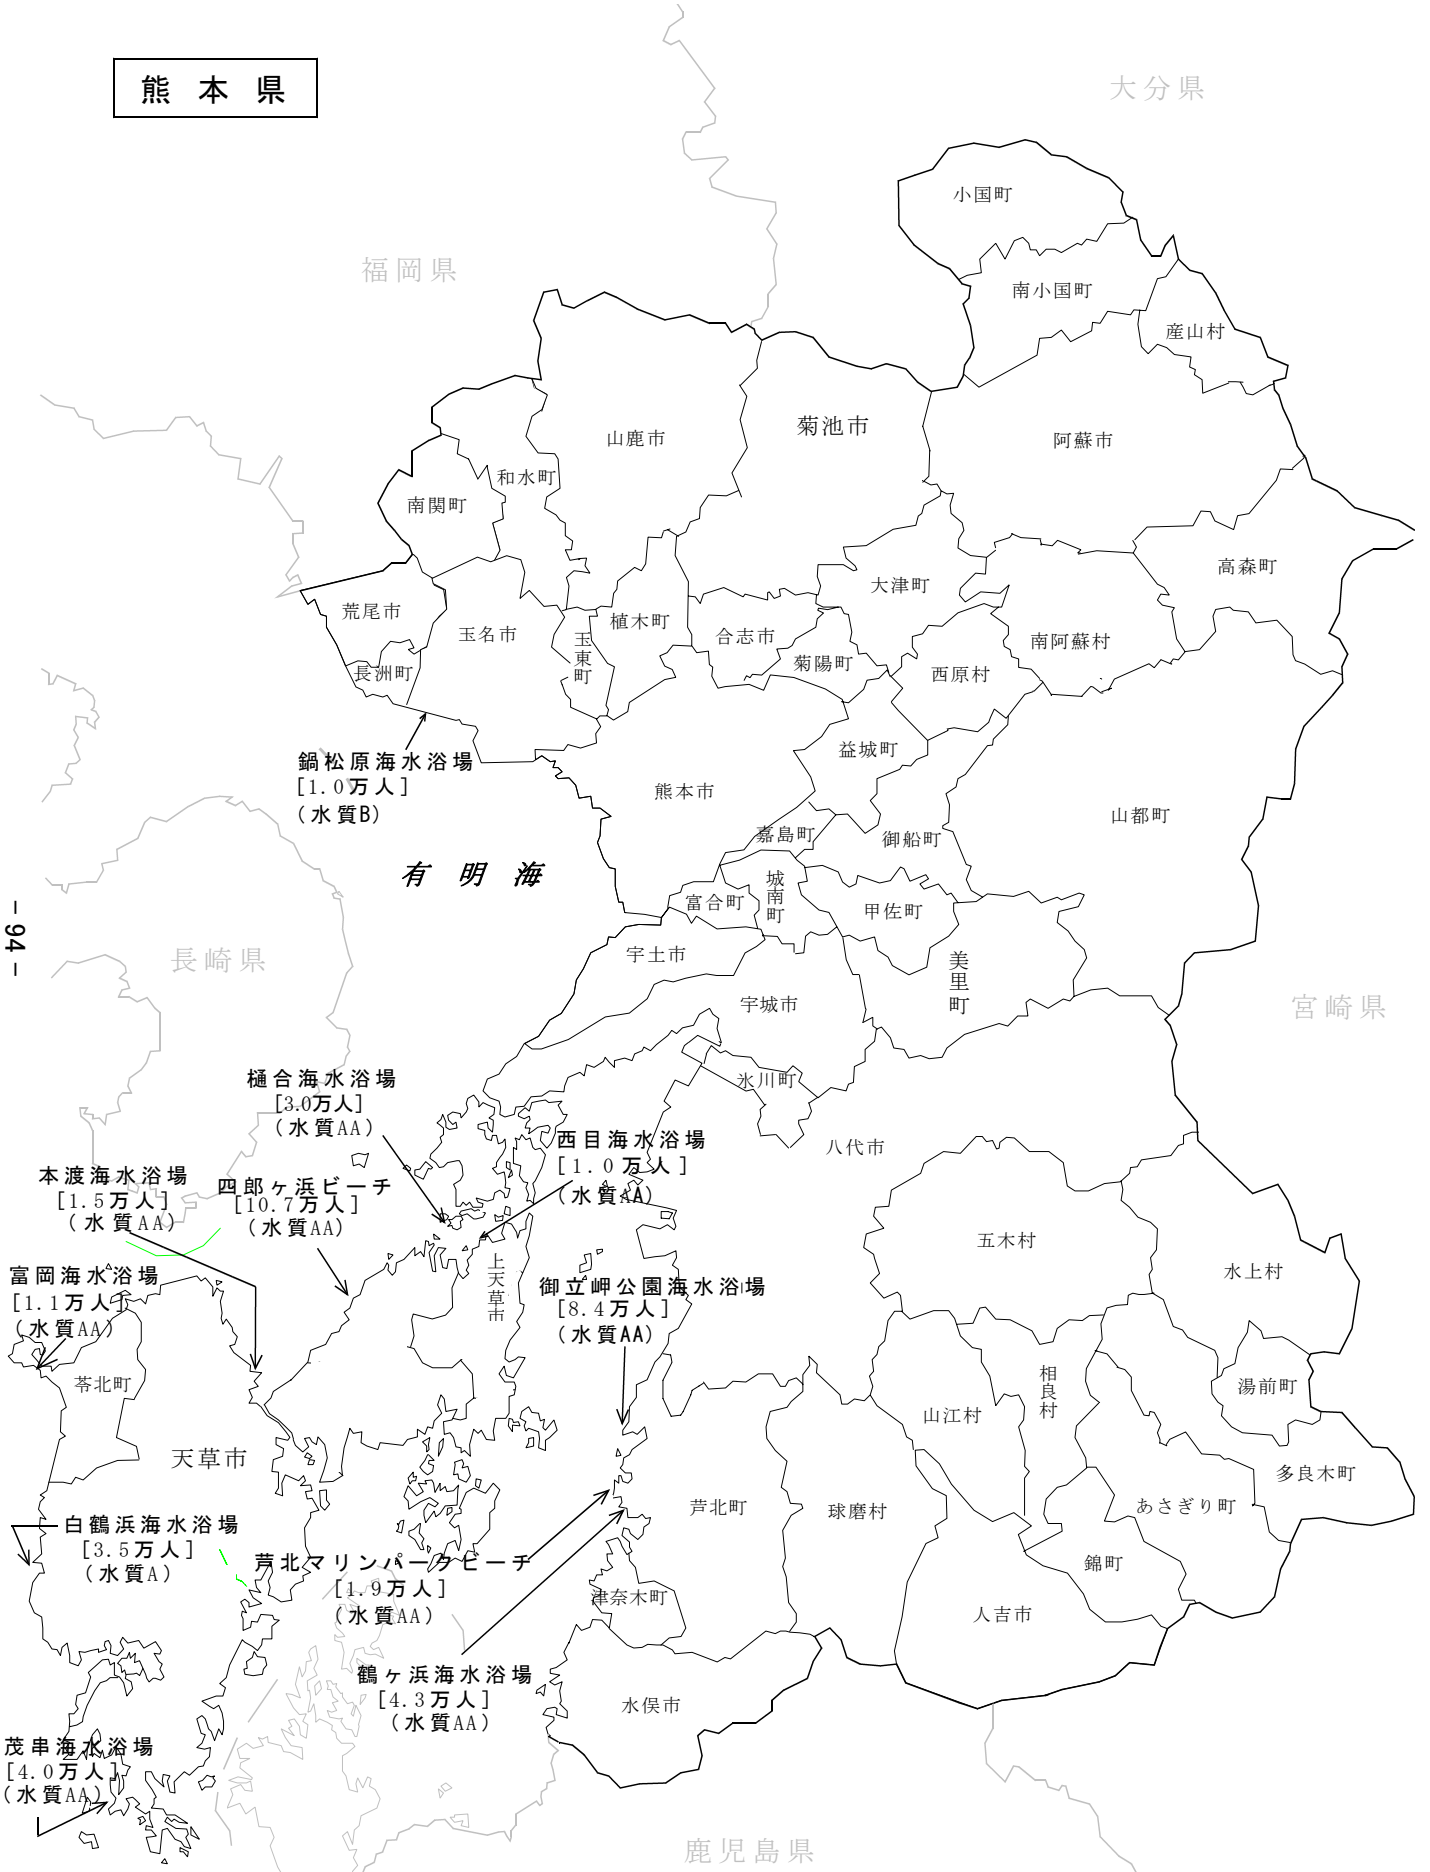 熊本県
大分県
小国町
福岡県
南小国町
産山村
山鹿市
菊池市
阿蘇市
和水町
南関町
高森町
大津町
荒尾市
玉名市
玉東町
植木町
合志市
菊陽町
南阿蘇村
西原村
長洲町
益城町
鍋松原海水浴場
[1.0万人]
(水質B)
熊本市
山都町
嘉島町
御船町
有明海
城南町
富合町
甲佐町
- 94 -
長崎県
宇土市
美里町
宇城市
宮崎県
氷川町
樋合海水浴場
[3.0万人]
(水質AA)
八代市
西目海水浴場
[1.0万人]
(水質AA)
本渡海水浴場
[1.5万人]
(水質AA)
四郎ヶ浜ビーチ
[10.7万人]
(水質AA)
五木村
水上村
上天草市
富岡海水浴場
[1.1万人]
(水質AA)
御立岬公園海水浴場
[8.4万人]
(水質AA)
苓北町
相良村
湯前町
山江村
天草市
多良木町
芦北町
球磨村
あさぎり町
白鶴浜海水浴場
[3.5万人]
(水質A)
芦北マリンパークビーチ
[1.9万人]
(水質AA)
錦町
津奈木町
人吉市
鶴ヶ浜海水浴場
[4.3万人]
(水質AA)
水俣市
茂串海水浴場
[4.0万人]
(水質AA)
鹿児島県